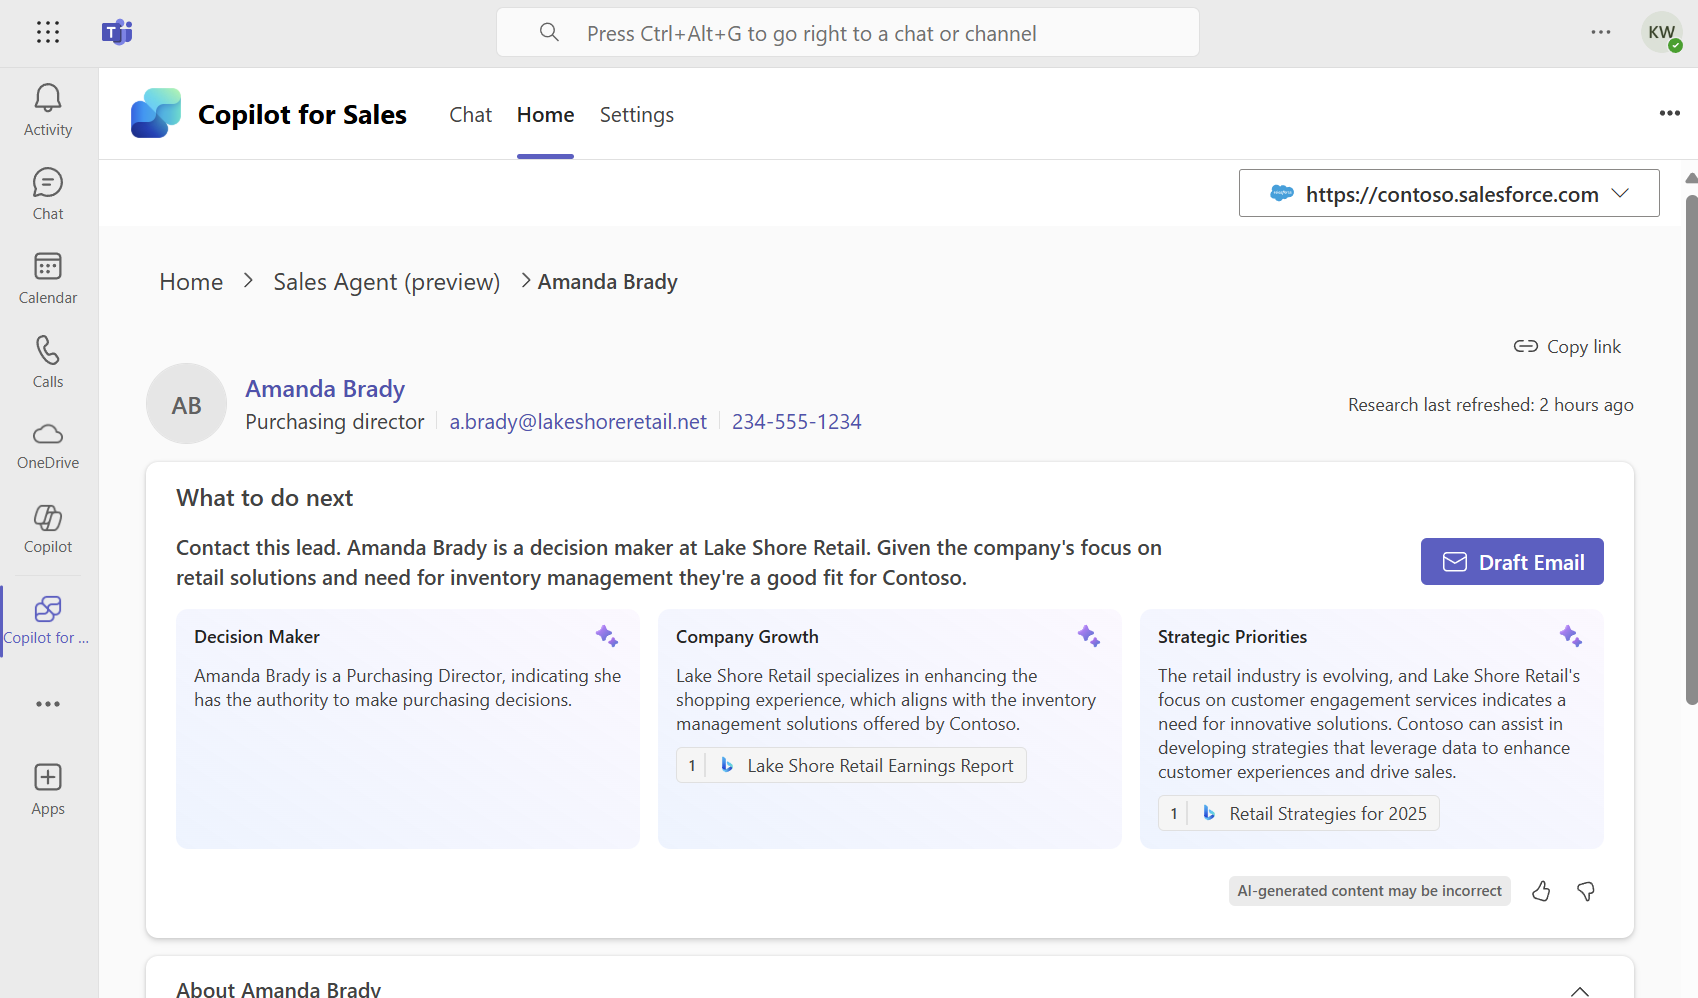 Press Ctrl+Alt+G to go right to a chat or channel
KW
Activity
Chat
Calendar
Calls
OneDrive
Copilot
Copilot for ...
Apps
Copilot for Sales
Chat
Home
Settings
https://contoso.salesforce.com
Home
Sales Agent (preview)
Amanda Brady
Copy link
AB
Amanda Brady
Purchasing director
a.brady@lakeshoreretail.net
234-555-1234
Research last refreshed: 2 hours ago
What to do next
Contact this lead. Amanda Brady is a decision maker at Lake Shore Retail. Given the company's focus on
retail solutions and need for inventory management they're a good fit for Contoso.
Draft Email
Decision Maker
Amanda Brady is a Purchasing Director, indicating she
has the authority to make purchasing decisions.
Company Growth
Lake Shore Retail specializes in enhancing the
shopping experience, which aligns with the inventory
management solutions offered by Contoso.
1
Lake Shore Retail Earnings Report
Strategic Priorities
The retail industry is evolving, and Lake Shore Retail's
focus on customer engagement services indicates a
need for innovative solutions. Contoso can assist in
developing strategies that leverage data to enhance
customer experiences and drive sales.
1
Retail Strategies for 2025
AI-generated content may be incorrect
About Amanda Brady